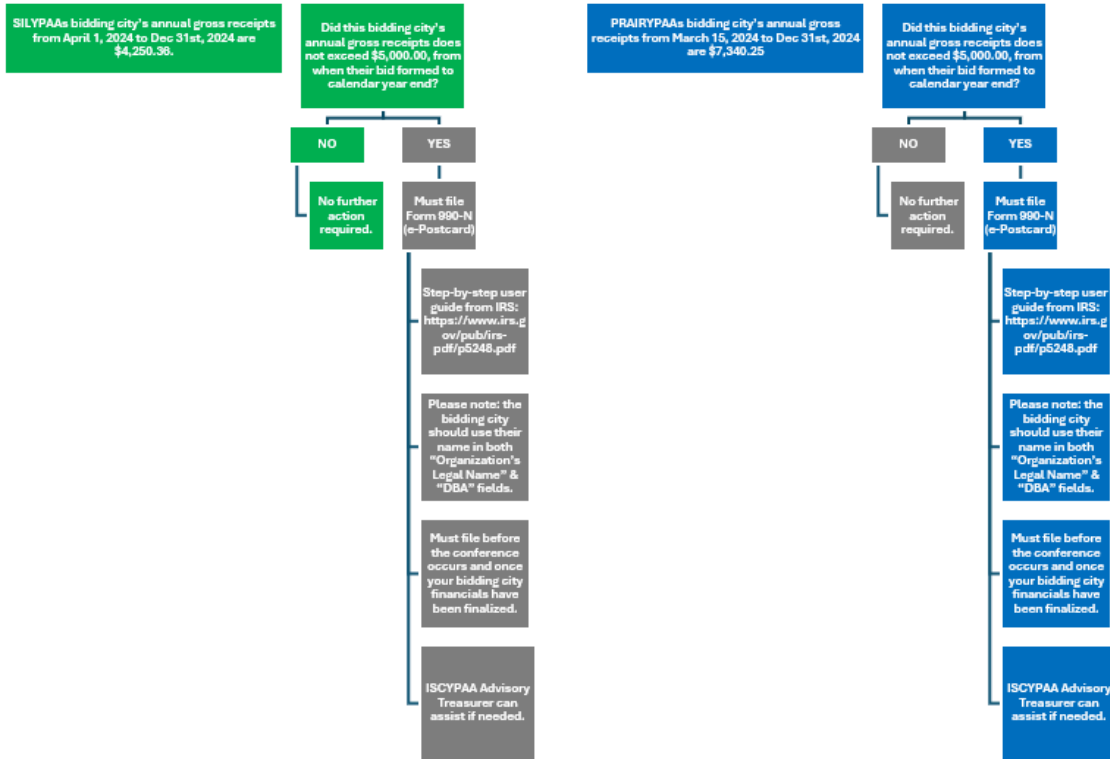 SILYPAAs bidding city's annual gross receipts
from April 1, 2024 to Dec 31st, 2024 are
$4,250.36.
Did this bidding city's
annual gross receipts does
not exceed $5,000.00, from
when their bid formed to
calendar year end?
NO
YES
No further
action
required.
Must file
Form 990-N
(e-Postcard)
Step-by-step user
guide from IRS:
https://www.irs.g
ov/pub/irs-
pdf/p5248.pdf
Please note: the
bidding city
should use their
name in both
"Organization's
Legal Name" &
"DBA" fields.
Must file before
the conference
occurs and once
your bidding city
financials have
been finalized.
ISCYPAA Advisory
Treasurer can
assist if needed.
PRAIRYPAAs bidding city's annual gross
receipts from March 15, 2024 to Dec 31st, 2024
are $7,340.25
Did this bidding city's
annual gross receipts does
not exceed $5,000.00, from
when their bid formed to
calendar year end?
NO
YES
No further
action
required.
Must file
Form 990-N
(e-Postcard)
Step-by-step user
guide from IRS:
https://www.irs.g
ov/pub/irs-
pdf/p5248.pdf
Please note: the
bidding city
should use their
name in both
"Organization's
Legal Name" &
"DBA" fields.
Must file before
the conference
occurs and once
your bidding city
financials have
been finalized.
ISCYPAA Advisory
Treasurer can
assist if needed.